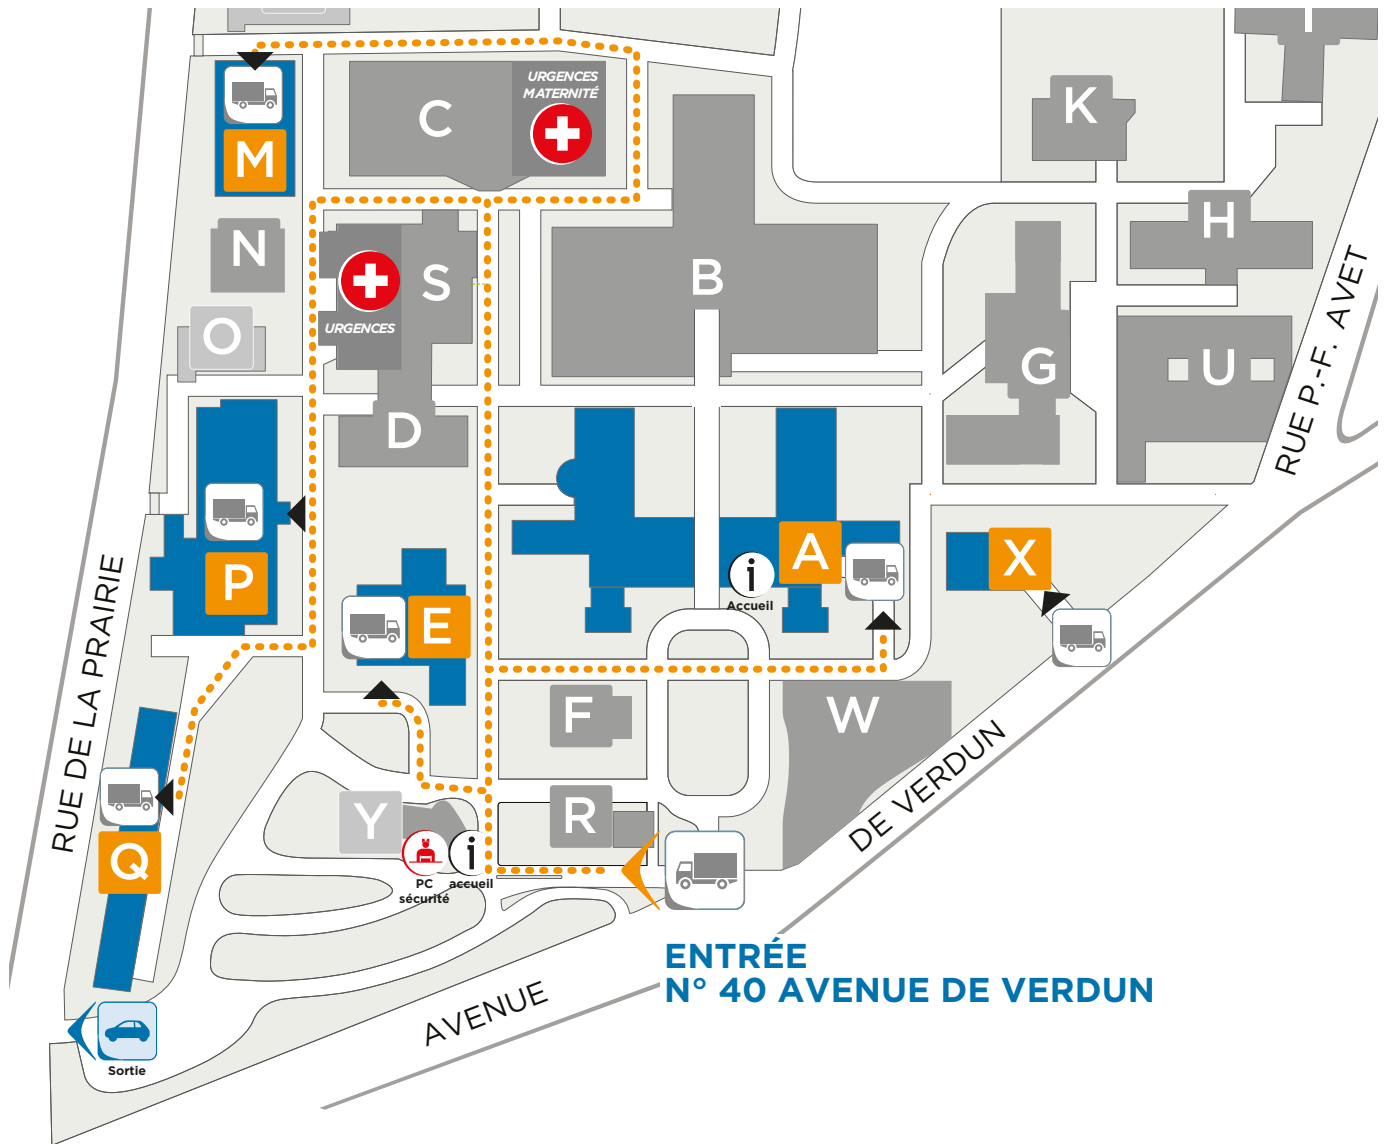 URGENCES
MATERNITÉ
C
K
M
H
N
S
B
O
URGENCES
G
U
RUE P.-F. AVET
D
A
X
P
i
Accueil
E
RUE DE LA PRAIRIE
F
W
DE VERDUN
Y
R
Q
i
PC
sécurité
accueil
ENTRÉE
N° 40 AVENUE DE VERDUN
AVENUE
Sortie